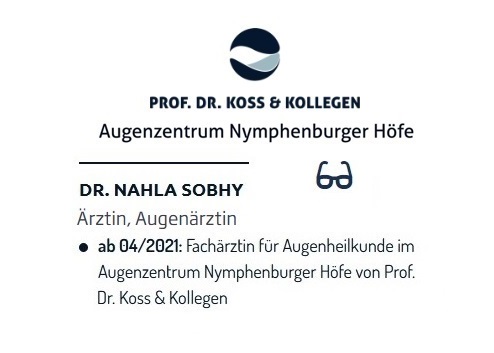 PROF. DR. KOSS & KOLLEGEN
Augenzentrum Nymphenburger Höfe
DR. NAHLA SOBHY
Ärztin, Augenärztin
● ab 04/2021: Fachärztin für Augenheilkunde im
Augenzentrum Nymphenburger Höfe von Prof.
Dr. Koss & Kollegen